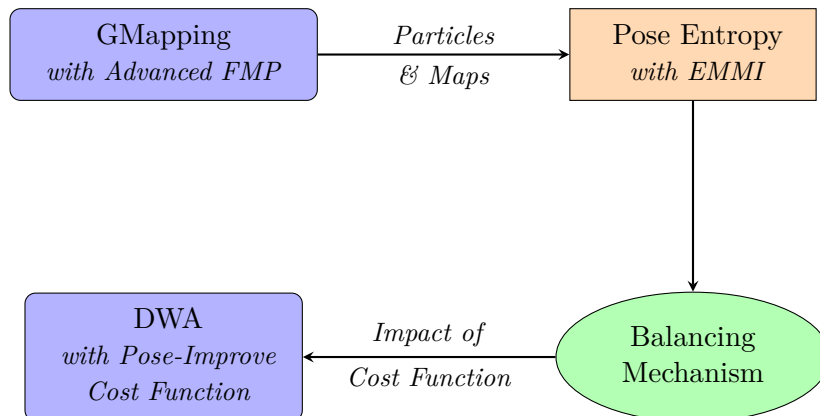 GMapping
with Advanced FMP
Particles
& Maps
Pose Entropy
with EMMI
DWA
with Pose-Improve
Cost Function
Impact of
Cost Function
Balancing
Mechanism